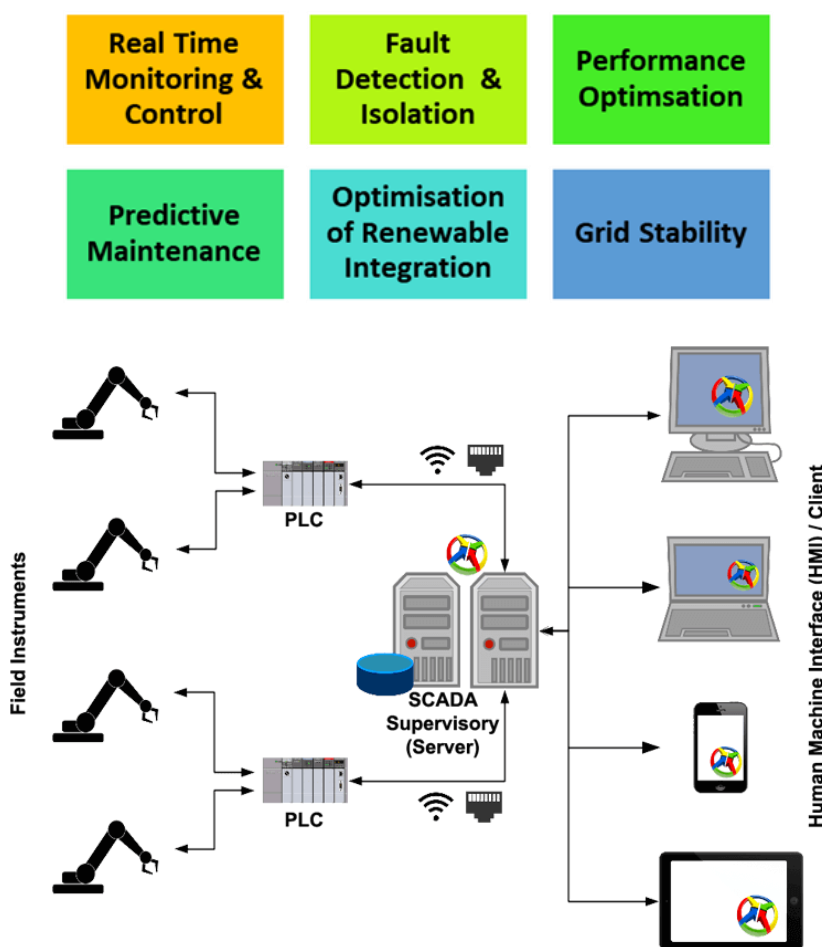 Real Time
Monitoring &
Control
Fault
Detection &
Isolation
Performance
Optimsation
Predictive
Maintenance
Optimisation
of Renewable
Integration
Grid Stability
Field Instruments
PLC
SCADA
Supervisory
(Server)
PLC
Human Machine Interface (HMI) / Client